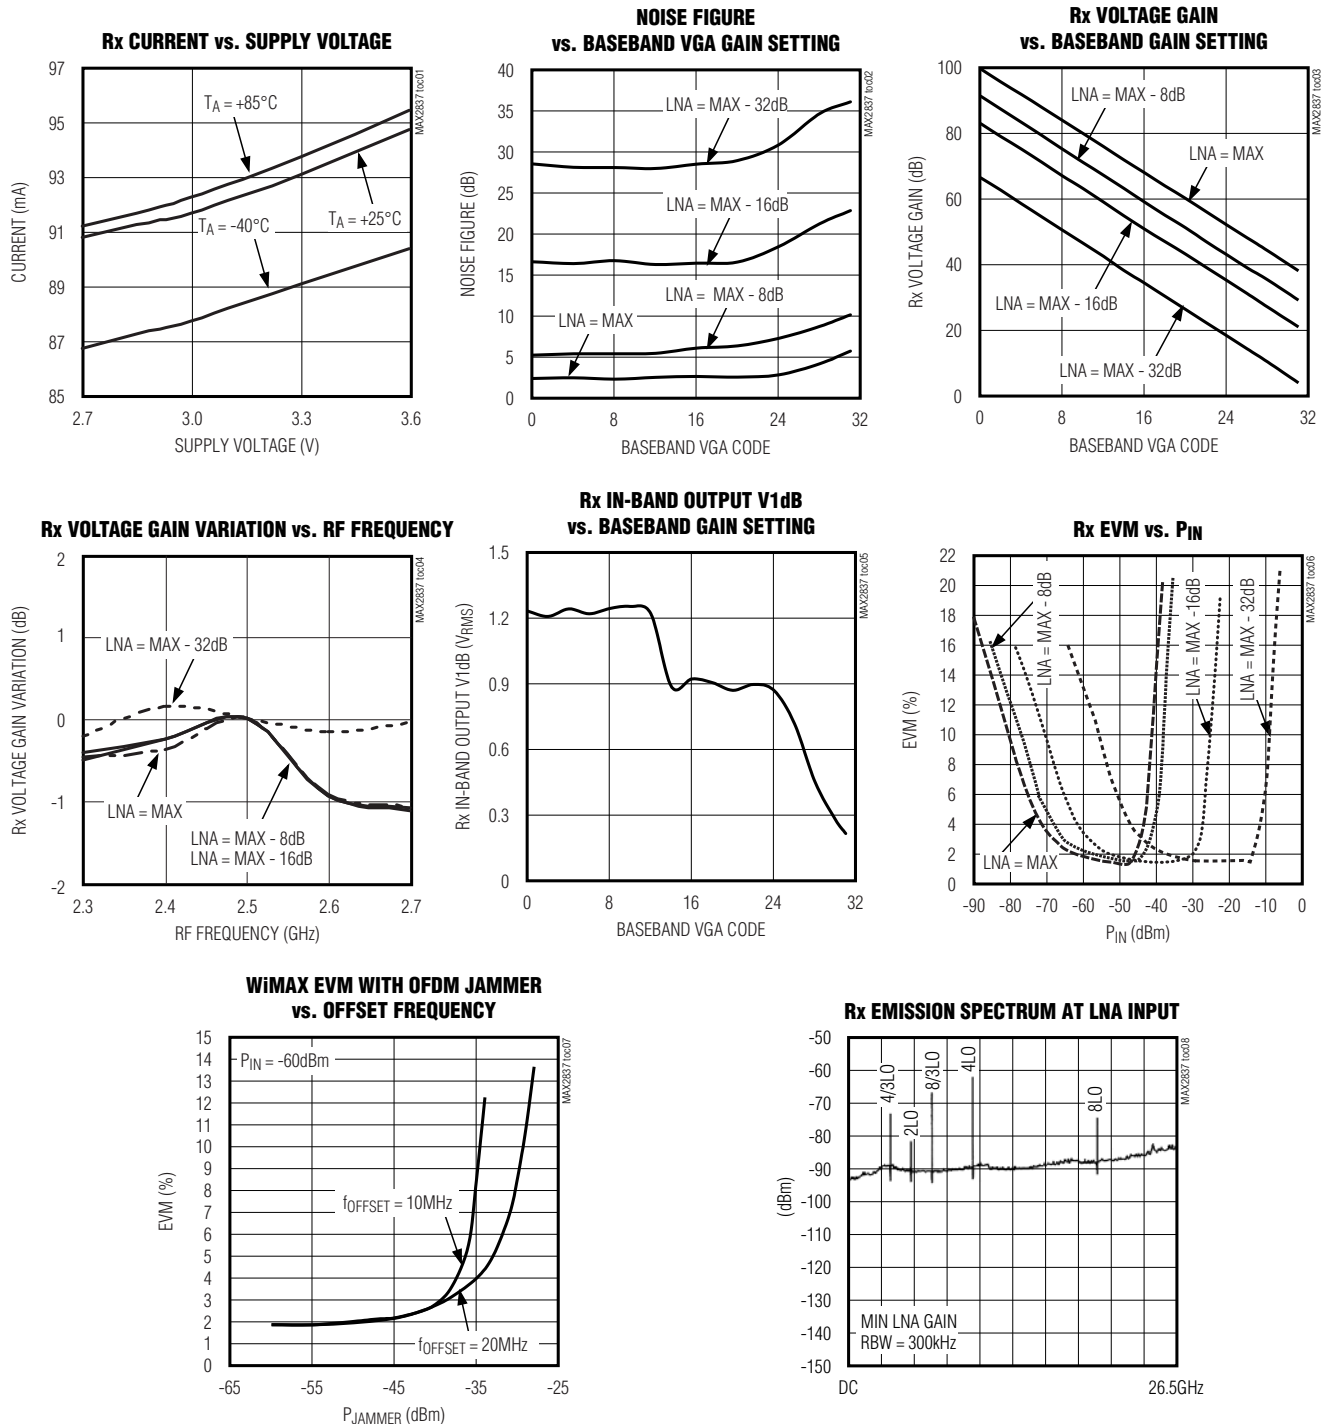 Rx CURRENT vs. SUPPLY VOLTAGE
MAX2837 toc01
CURRENT (mA)
97
95
93
91
89
87
85
TA = +85°C
TA = -40°C
TA = +25°C
2.7 3.0 3.3 3.6
SUPPLY VOLTAGE (V)
NOISE FIGURE
vs. BASEBAND VGA GAIN SETTING
MAX2837 toc02
NOISE FIGURE (dB)
40
35
30
25
20
15
10
5
0
LNA = MAX - 32dB
LNA = MAX - 16dB
LNA = MAX - 8dB
LNA = MAX
0 8 16 24 32
BASEBAND VGA CODE
Rx VOLTAGE GAIN
vs. BASEBAND GAIN SETTING
MAX2837 toc03
Rx VOLTAGE GAIN (dB)
100
80
60
40
20
0
LNA = MAX - 8dB
LNA = MAX
LNA = MAX - 16dB
LNA = MAX - 32dB
0 8 16 24 32
BASEBAND VGA CODE
Rx VOLTAGE GAIN VARIATION vs. RF FREQUENCY
MAX2837 toc04
Rx VOLTAGE GAIN VARIATION (dB)
2
1
0
-1
-2
LNA = MAX - 32dB
LNA = MAX
LNA = MAX - 8dB
LNA = MAX - 16dB
2.3 2.4 2.5 2.6 2.7
RF FREQUENCY (GHz)
Rx IN-BAND OUTPUT V1dB
vs. BASEBAND GAIN SETTING
MAX2837 toc05
Rx IN-BAND OUTPUT V1dB (VRMS)
1.5
1.2
0.9
0.6
0.3
0
0 8 16 24 32
BASEBAND VGA CODE
Rx EVM vs. PIN
MAX2837 toc06
EVM (%)
22
20
18
16
14
12
10
8
6
4
2
0
LNA = MAX - 8dB
LNA = MAX -16dB
LNA = MAX - 32dB
LNA = MAX
-90 -80 -70 -60 -50 -40 -30 -20 -10 0
PIN (dBm)
WiMAX EVM WITH OFDM JAMMER
vs. OFFSET FREQUENCY
MAX2837 toc07
EVM (%)
15
14
13
12
11
10
9
8
7
6
5
4
3
2
1
0
PIN = -60dBm
fOFFSET = 10MHz
fOFFSET = 20MHz
-65 -55 -45 -35 -25
PJAMMER (dBm)
Rx EMISSION SPECTRUM AT LNA INPUT
MAX2837 toc08
(dBm)
-50
-60
-70
-80
-90
-100
-110
-120
-130
-140
-150
4/3LO
2LO
8/3LO
4LO
8LO
MIN LNA GAIN
RBW = 300kHz
DC 26.5GHz